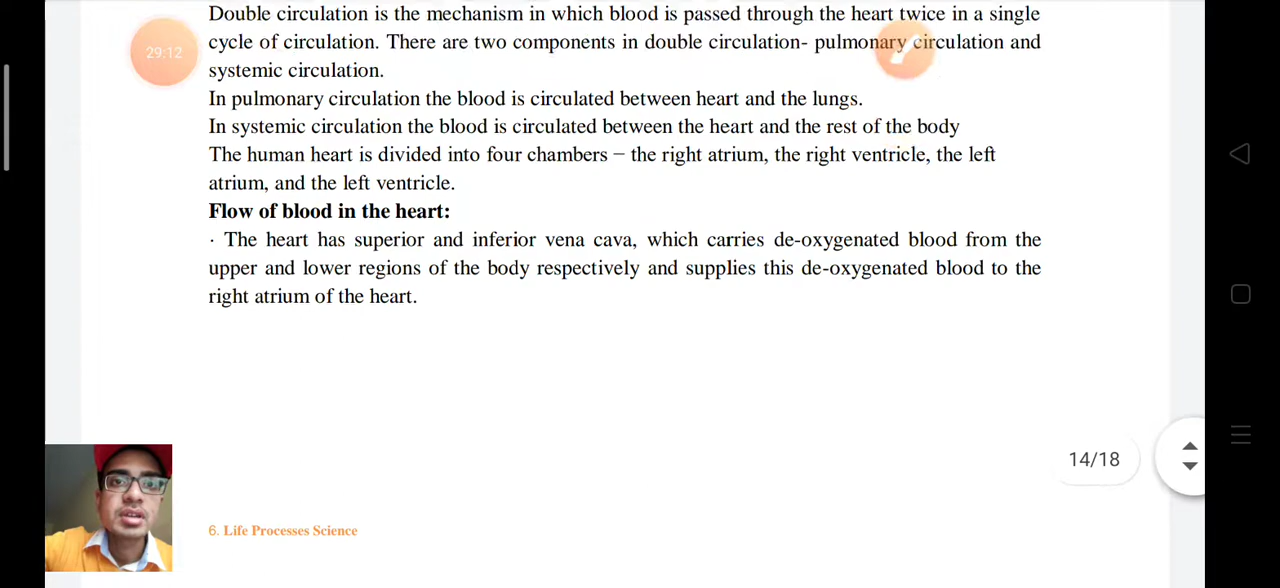 Double circulation is the mechanism in which blood is passed through the heart twice in a single
29:12
cycle of circulation. There are two components in double circulation- pulmonary circulation and
systemic circulation.
In pulmonary circulation the blood is circulated between heart and the lungs.
In systemic circulation the blood is circulated between the heart and the rest of the body
The human heart is divided into four chambers − the right atrium, the right ventricle, the left
atrium, and the left ventricle.
Flow of blood in the heart:
· The heart has superior and inferior vena cava, which carries de-oxygenated blood from the
upper and lower regions of the body respectively and supplies this de-oxygenated blood to the
right atrium of the heart.
14/18
6. Life Processes Science